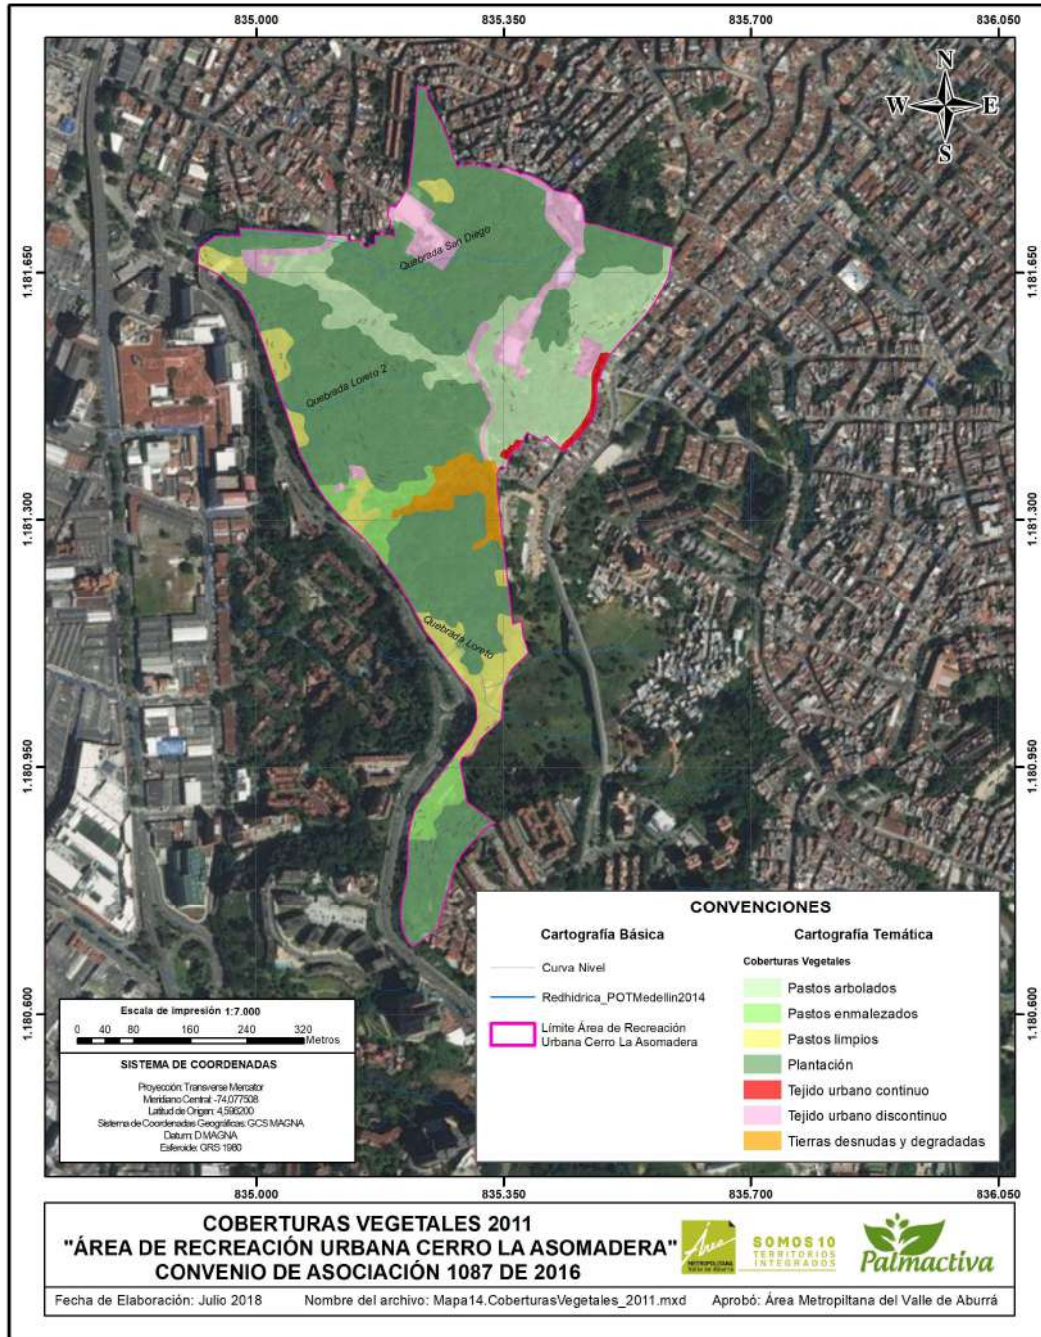 835.000 835.350 835.700 836.050
N
W E
S
1.181.650 1.181.650
Quebrada San Diego
Quebrada Loreto 2
1.181.300 1.181.300
Quebrada Loreto
1.180.950 1.180.950
1.180.600 1.180.600
CONVENCIONES
Cartografía Básica
Curva Nivel
Redhidrica_POTMedellin2014
Límite Área de Recreación
Urbana Cerro La Asomadera
Cartografía Temática
Coberturas Vegetales
Pastos arbolados
Pastos enmalezados
Pastos limpios
Plantación
Tejido urbano continuo
Tejido urbano discontinuo
Tierras desnudas y degradadas
Escala de impresión 1:7.000
0 40 80 160 240 320
Metros
SISTEMA DE COORDENADAS
Proyección: Transverse Mercator
Meridiano Central: -74,077508
Latitud de Origen: 4,596200
Sistema de Coordenadas Geográficas: GCS MAGNA
Datum: D MAGNA
Esferoide: GRS 1980
835.000 835.350 835.700 836.050
COBERTURAS VEGETALES 2011
"ÁREA DE RECREACIÓN URBANA CERRO LA ASOMADERA"
CONVENIO DE ASOCIACIÓN 1087 DE 2016
Área
METROPOLITANA
Valle de Aburrá
SOMOS 10
TERRITORIOS
INTEGRADOS
Palmactiva
Fecha de Elaboración: Julio 2018 Nombre del archivo: Mapa14.CoberturasVegetales_2011.mxd Aprobó: Área Metropiltana del Valle de Aburrá